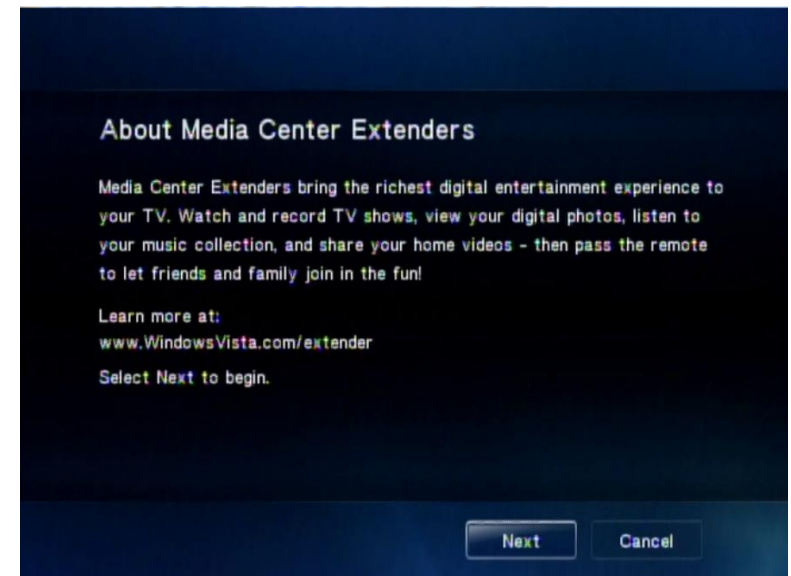 About Media Center Extenders
Media Center Extenders bring the richest digital entertainment experience to
your TV. Watch and record TV shows, view your digital photos, listen to
your music collection, and share your home videos - then pass the remote
to let friends and family join in the fun!
Learn more at:
www.WindowsVista.com/extender
Select Next to begin.
Next
Cancel